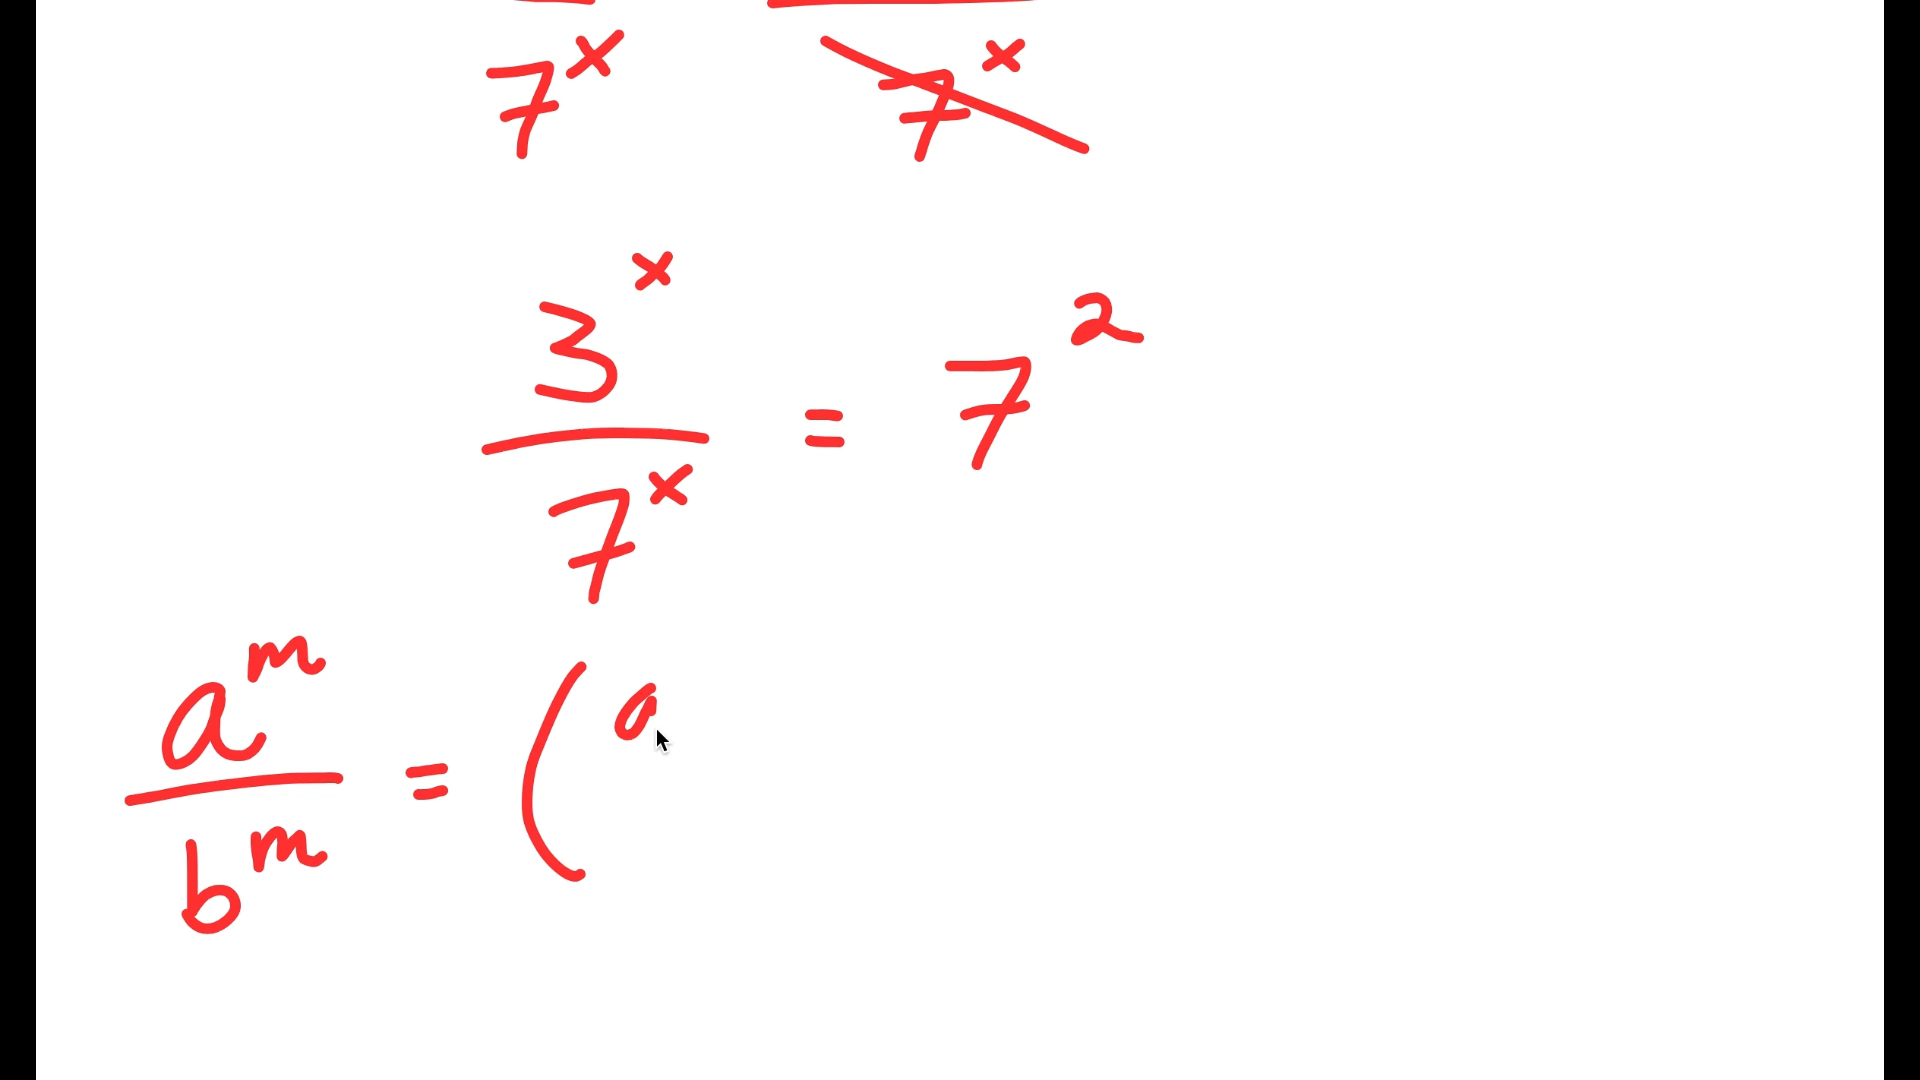 7^x 7^x
3^x / 7^x = 7^2
a^m / b^m = ( a